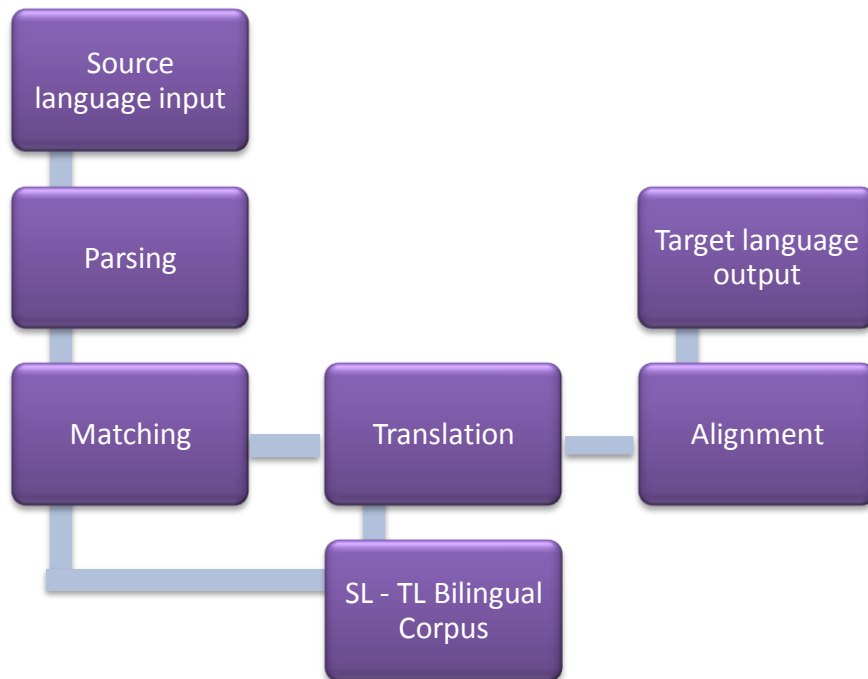 Source
language input
Parsing
Target language
output
Matching
Translation
Alignment
SL - TL Bilingual
Corpus